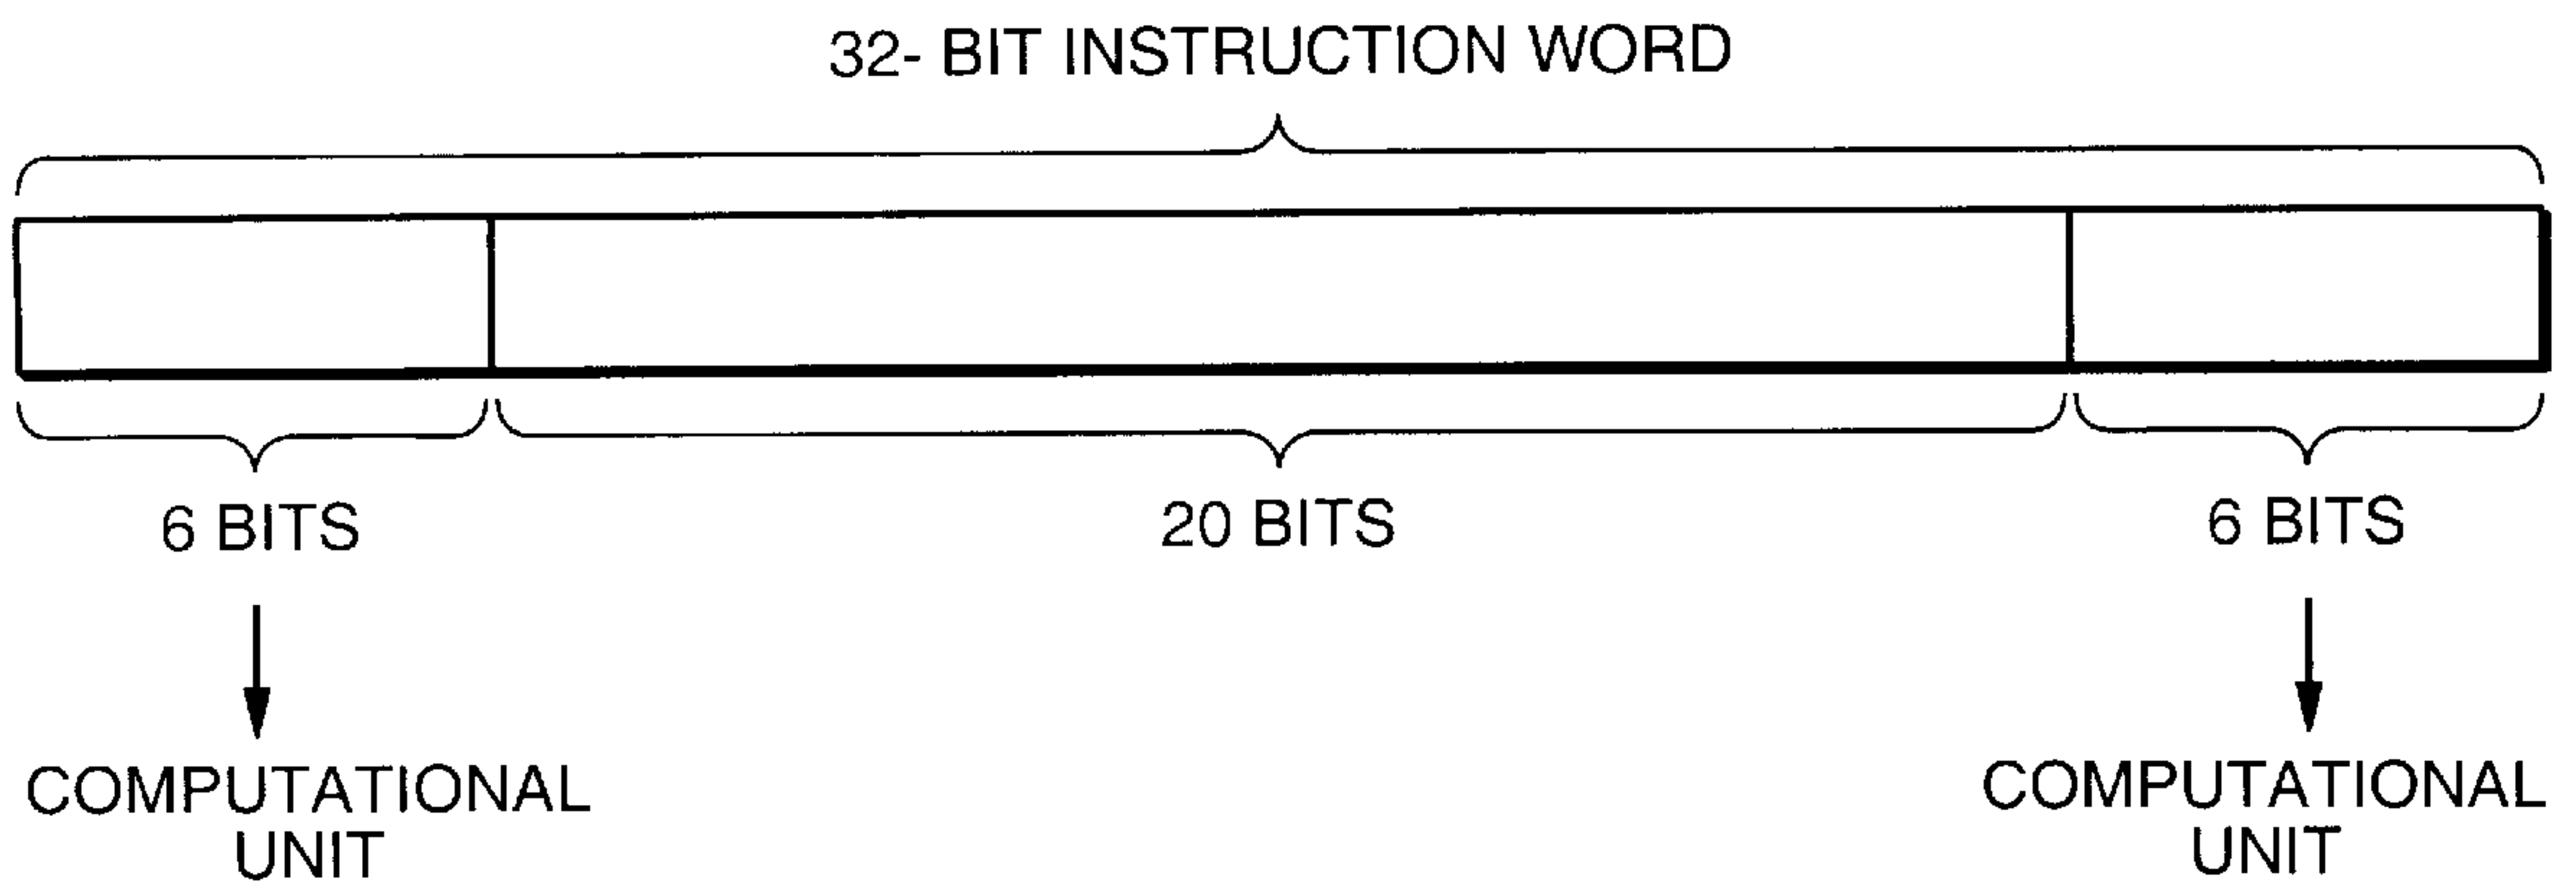 32- BIT INSTRUCTION WORD
6 BITS
20 BITS
6 BITS
COMPUTATIONAL
UNIT
COMPUTATIONAL
UNIT